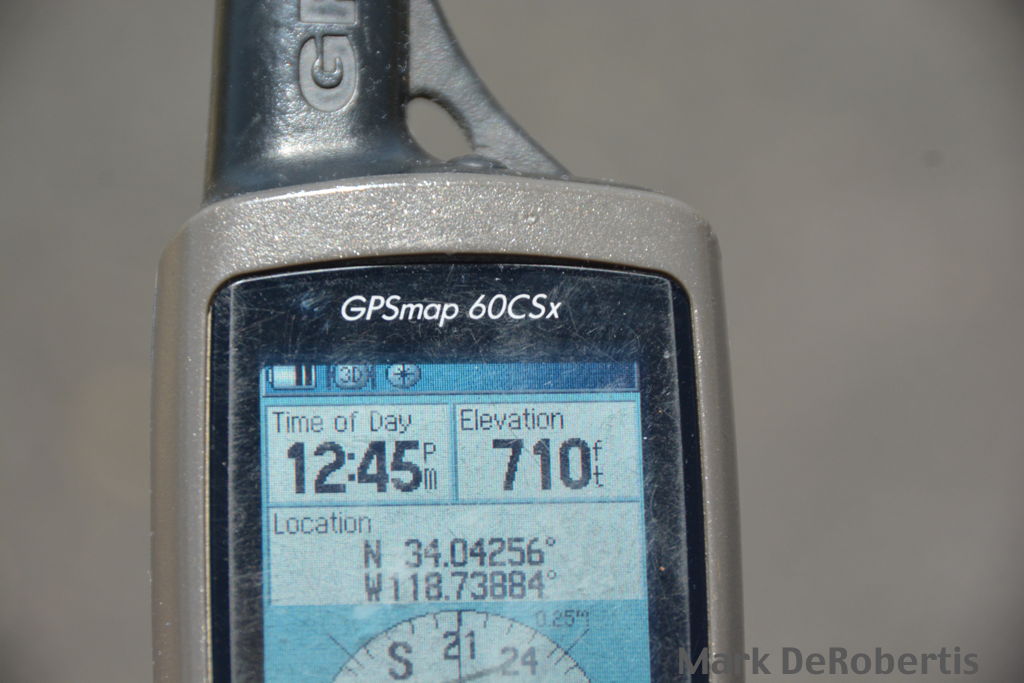 GPSmap 60CSx
3D
Time of Day
12:45 Pm
Elevation
710 ft
Location
N 34.04256°
W118.73884°
0.25m
S 21 24
Mark DeRobertis